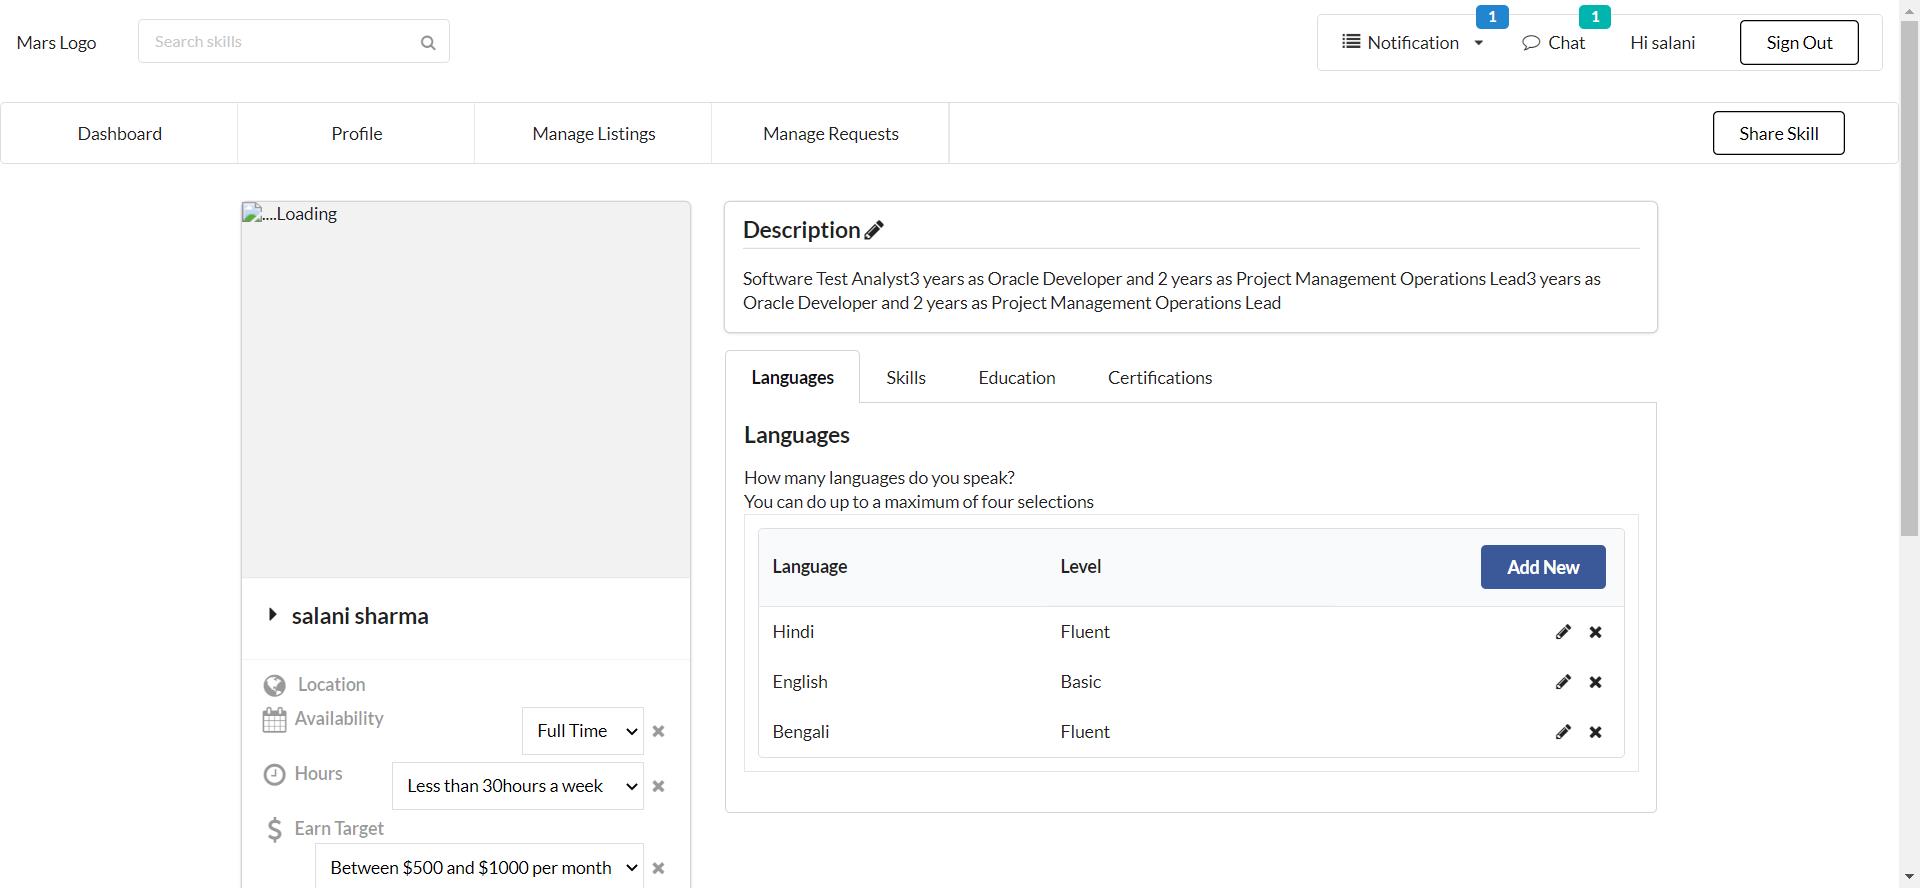 Mars Logo
Search skills
Notification
1
Chat
1
Hi salani
Sign Out
Dashboard
Profile
Manage Listings
Manage Requests
Share Skill
....Loading
salani sharma
Location
Availability
Full Time
Hours
Less than 30hours a week
Earn Target
Between $500 and $1000 per month
Description
Software Test Analyst3 years as Oracle Developer and 2 years as Project Management Operations Lead3 years as
Oracle Developer and 2 years as Project Management Operations Lead
Languages
Skills
Education
Certifications
Languages
How many languages do you speak?
You can do up to a maximum of four selections
Language
Level
Add New
Hindi
Fluent
English
Basic
Bengali
Fluent